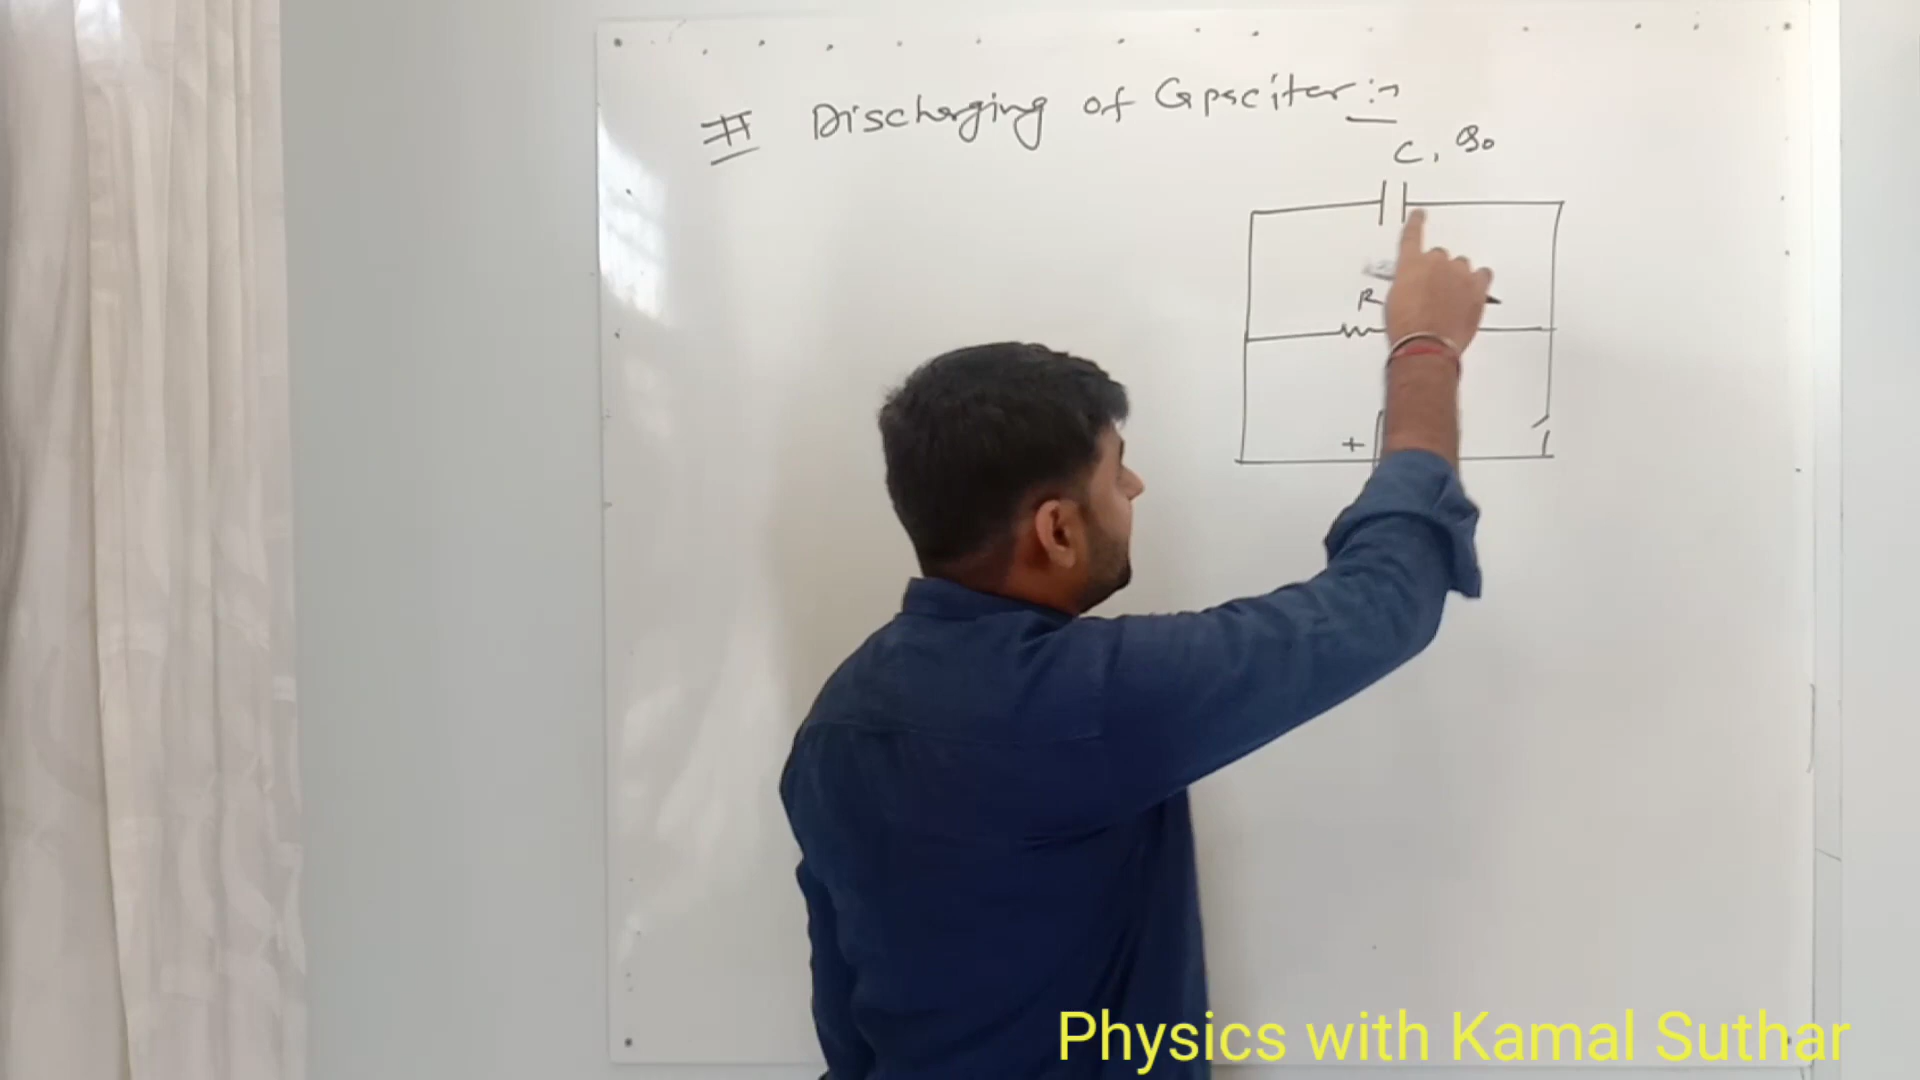 # Discharging of Capsciter :-
C, q₀
R
+
Physics with Kamal Suthar